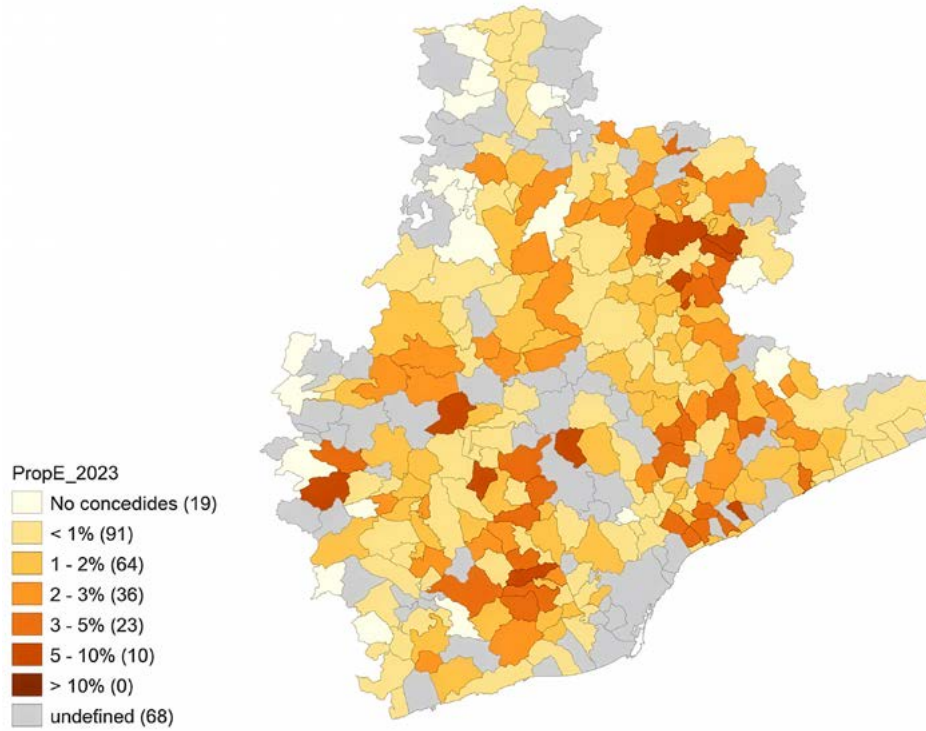 PropE_2023
No concedides (19)
< 1% (91)
1 - 2% (64)
2 - 3% (36)
3 - 5% (23)
5 - 10% (10)
> 10% (0)
undefined (68)